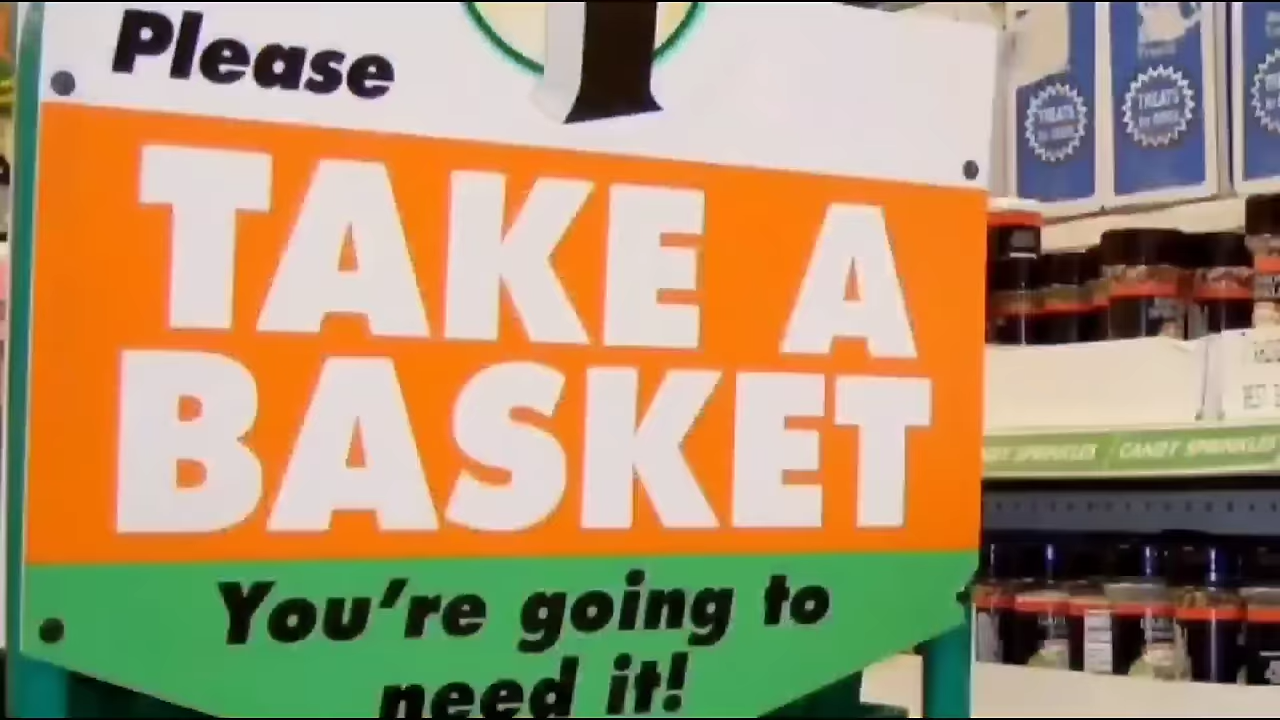 Please
TAKE A
BASKET
You're going to
need it!
TREATS
TREATS
CANDY SPRINKLES